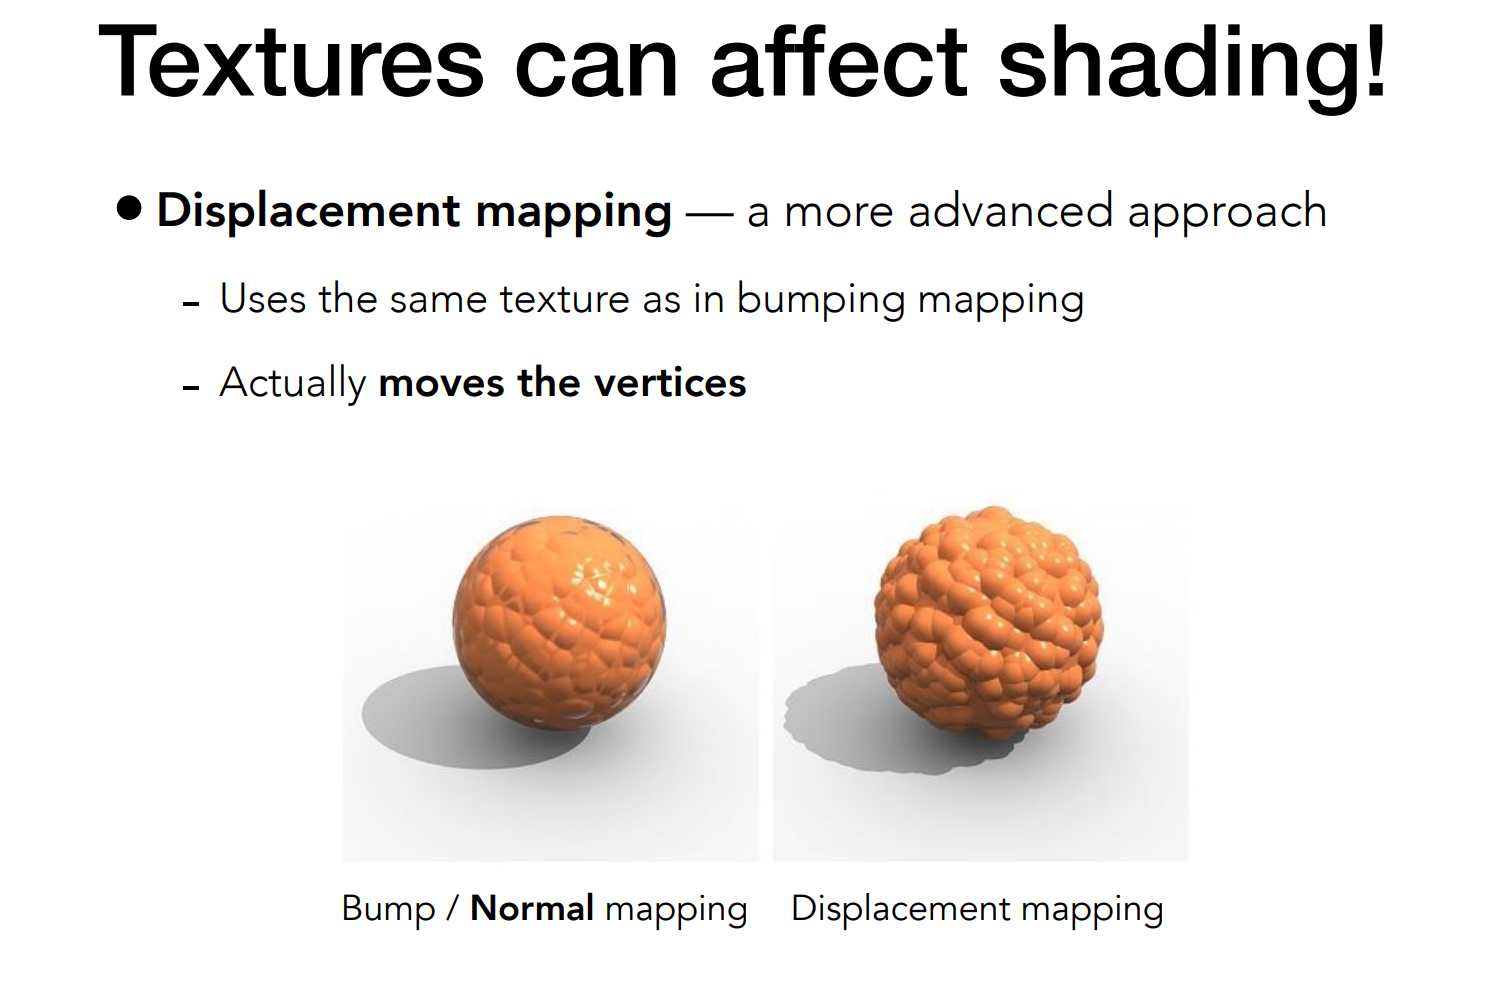 Textures can affect shading!
● Displacement mapping — a more advanced approach
- Uses the same texture as in bumping mapping
- Actually moves the vertices
Bump / Normal mapping
Displacement mapping